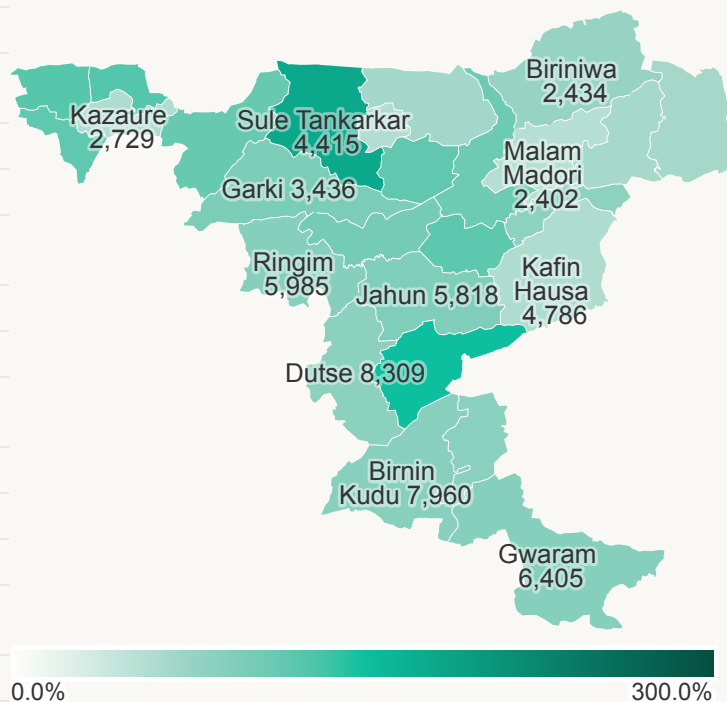 Biriniwa
2,434
Kazaure
2,729
Sule Tankarkar
4,415
Malam
Madori
2,402
Garki 3,436
Ringim
5,985
Kafin
Hausa
4,786
Jahun 5,818
Dutse 8,309
Birnin
Kudu 7,960
Gwaram
6,405
0.0%
300.0%